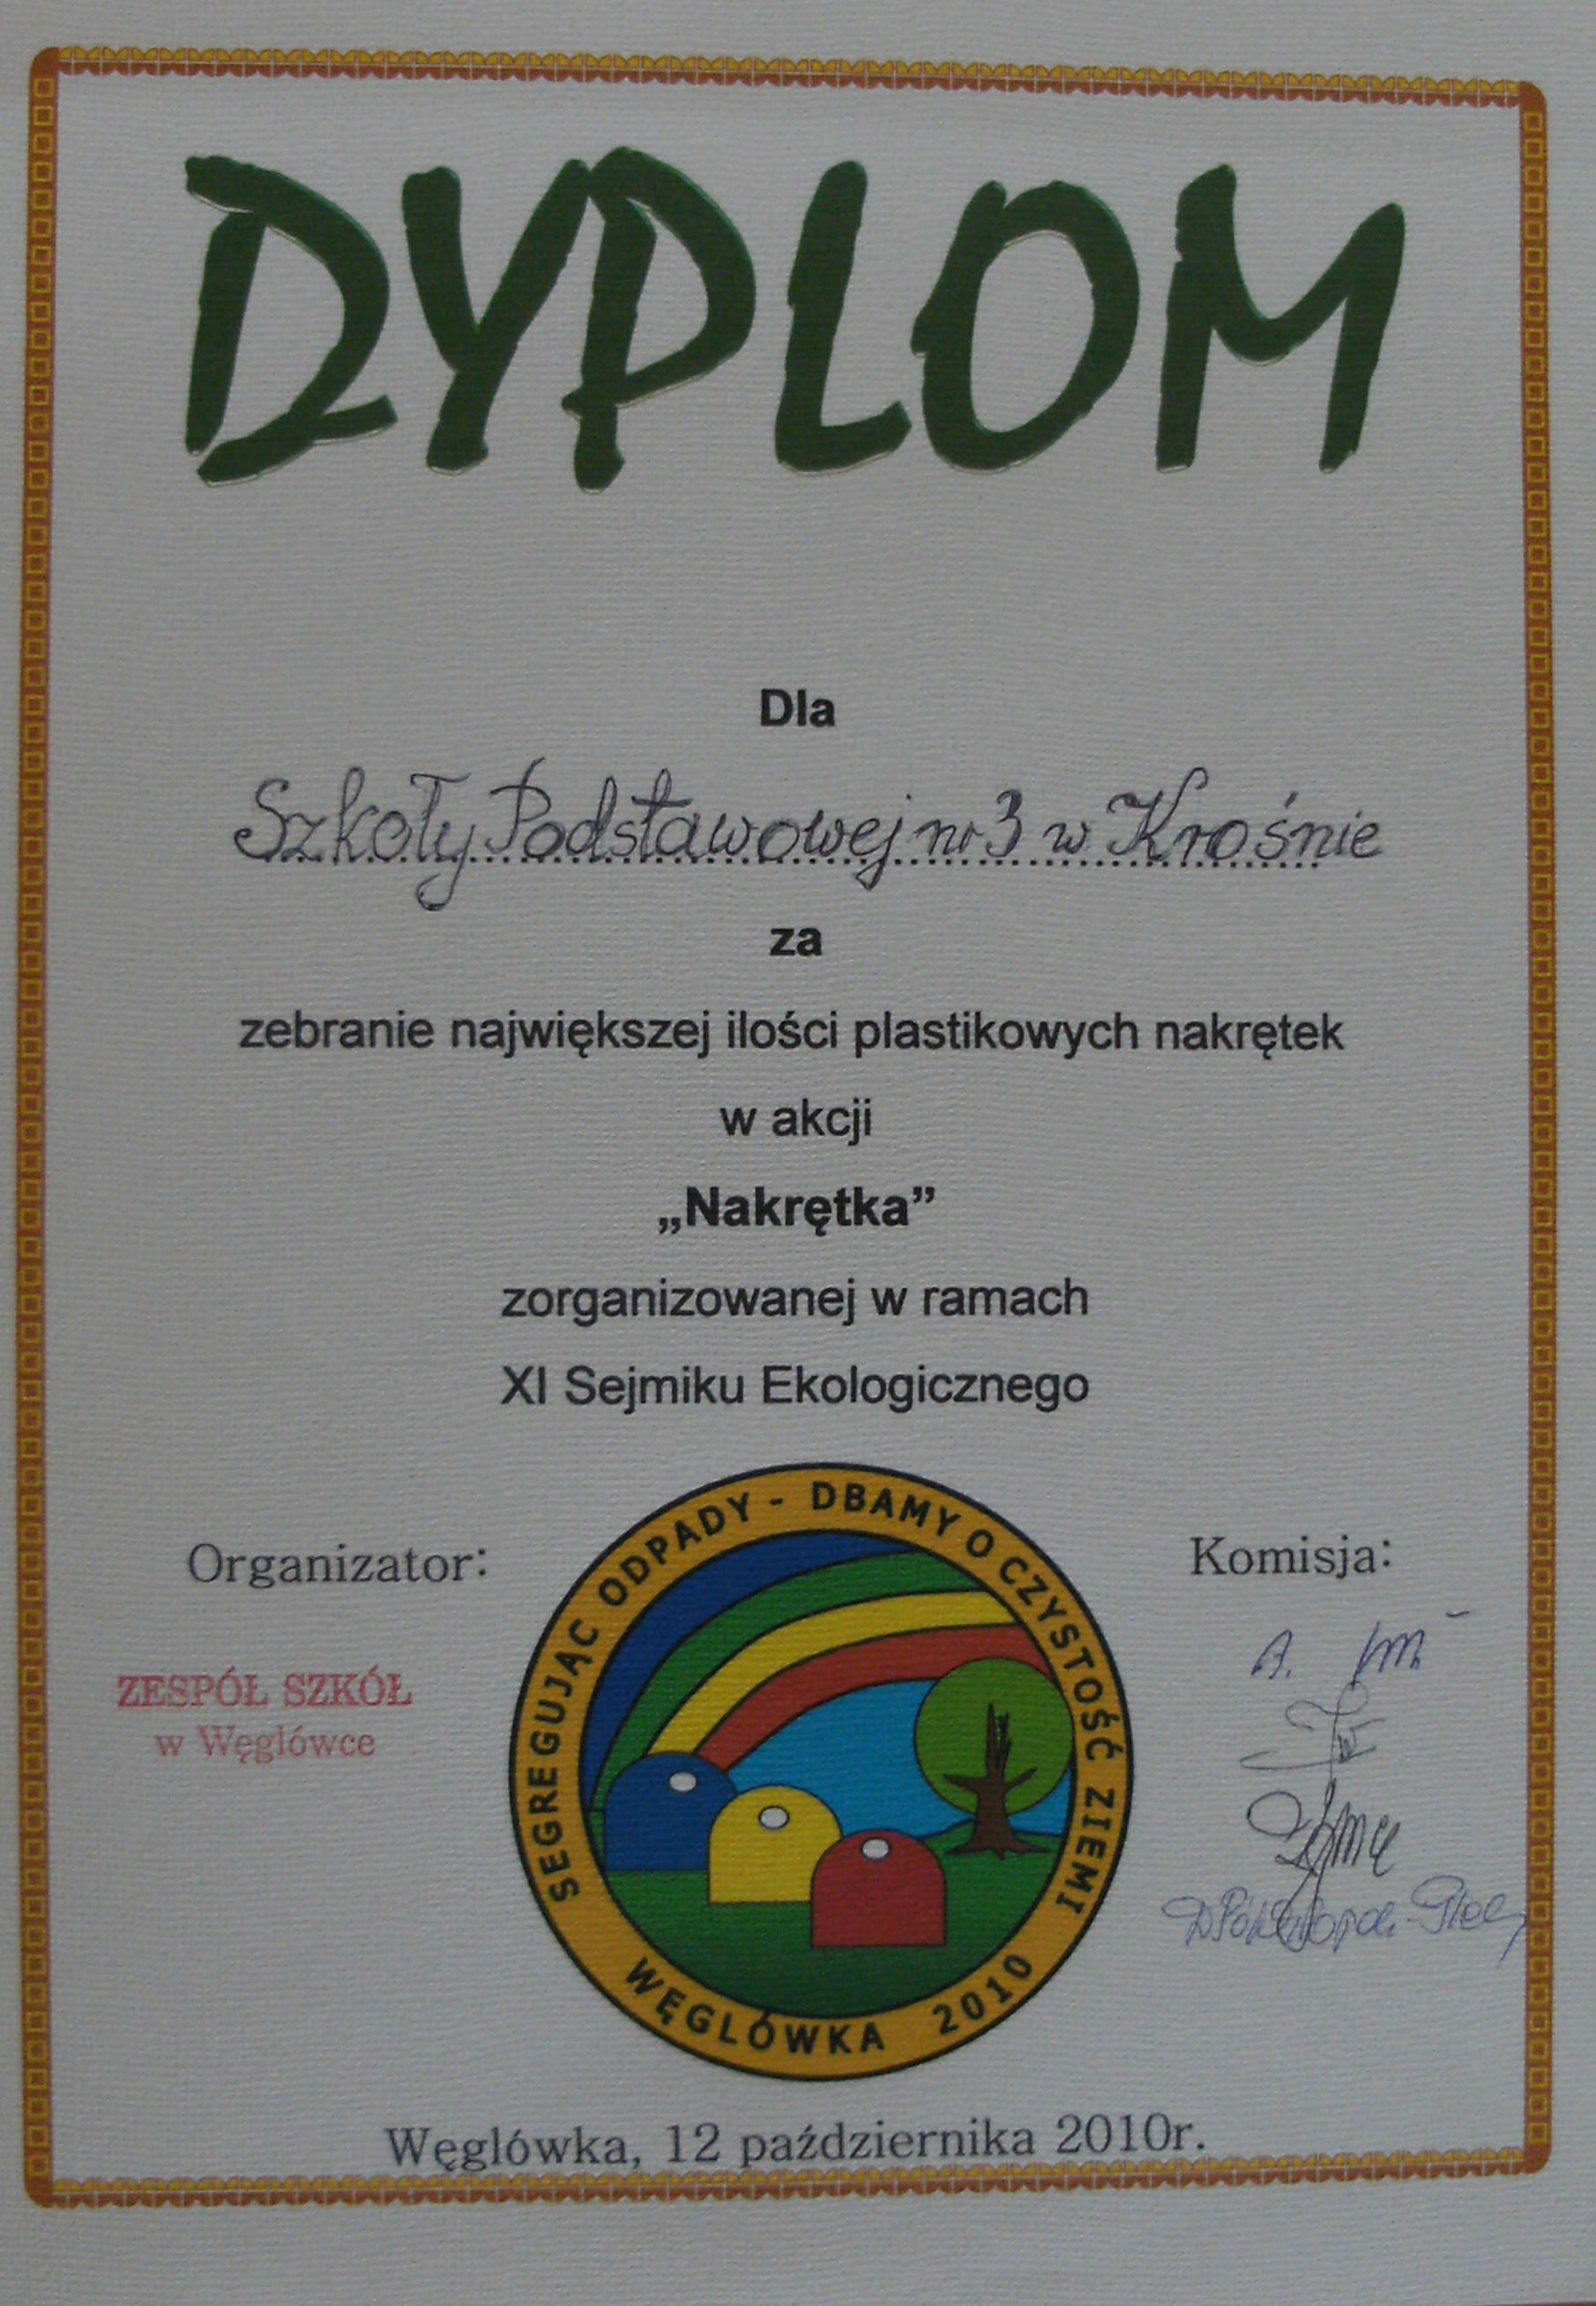 DYPLOM
Dla
Szkoły Podstawowej nr 3 w Krośnie
za
zebranie największej ilości plastikowych nakrętek
w akcji
„Nakrętka”
zorganizowanej w ramach
XI Sejmiku Ekologicznego
Organizator:
ZESPÓŁ SZKÓŁ
w Węglówce
SEGREGUJĄC ODPADY - DBAMY O CZYSTOŚĆ ZIEMI
WĘGLÓWKA 2010
Komisja:
Węglówka, 12 października 2010r.